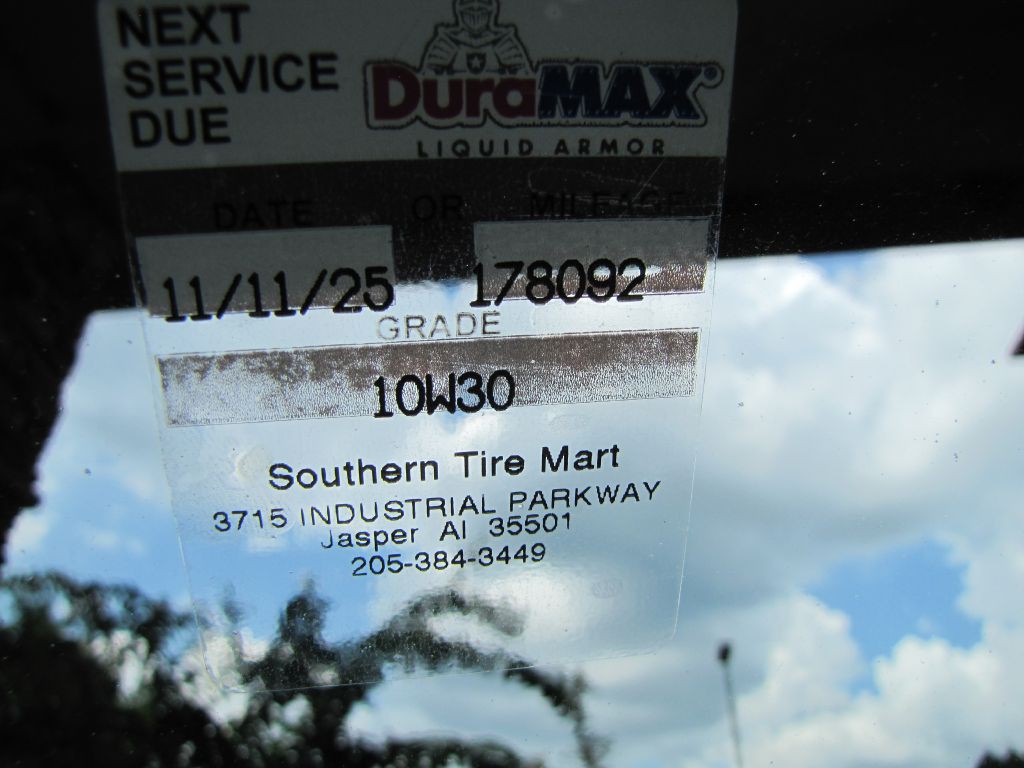 NEXT
SERVICE
DUE
DuraMAX®
LIQUID ARMOR
DATE OR MILEAGE
11/11/25 178092
GRADE
10W30
Southern Tire Mart
3715 INDUSTRIAL PARKWAY
Jasper Al 35501
205-384-3449